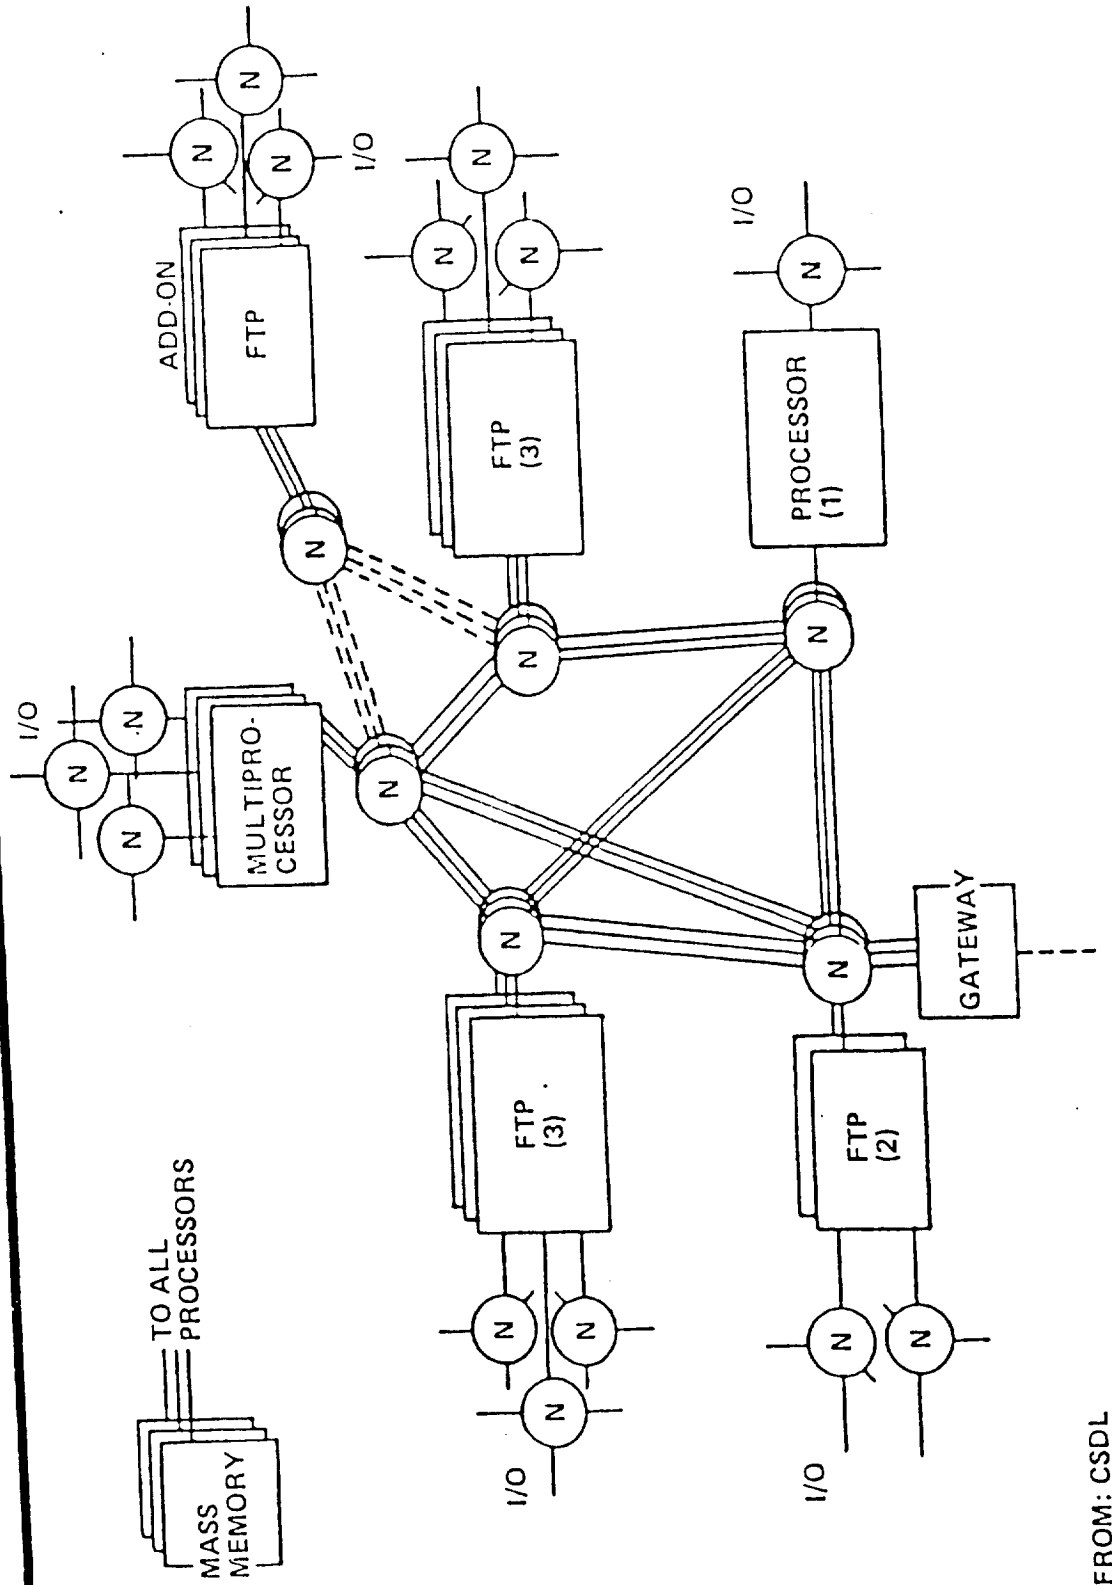 I/O
N
N
N
TO ALL
PROCESSORS
MASS
MEMORY
MULTIPRO-
CESSOR
ADD-ON
FTP
N
N
N
I/O
N
N
N
N
N
FTP
(3)
N
N
N
N
I/O
FTP
(3)
N
N
I/O
N
N
FTP
(2)
I/O
N
PROCESSOR
(1)
N
N
I/O
GATEWAY
FROM: CSDL